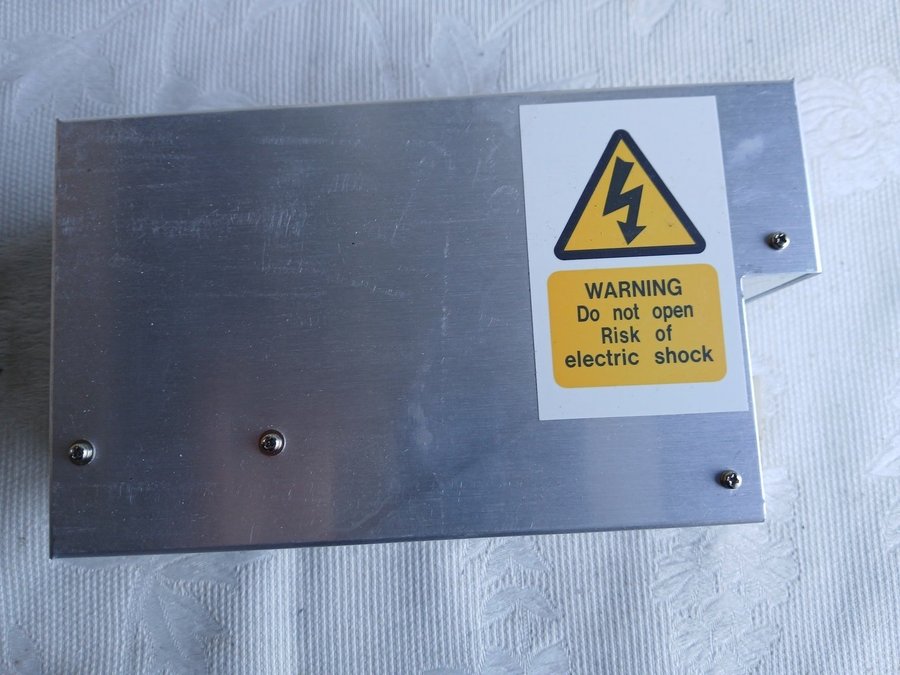 WARNING
Do not open
Risk of
electric shock